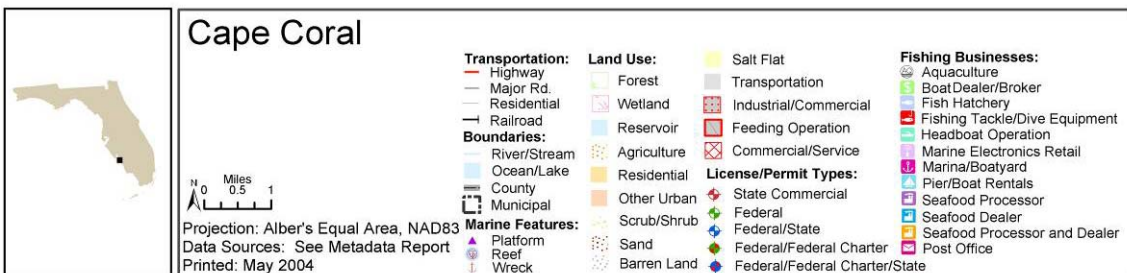 Cape Coral
N
Miles
0 0.5 1
Projection: Alber's Equal Area, NAD83
Data Sources: See Metadata Report
Printed: May 2004
Transportation:
Highway
Major Rd.
Residential
Railroad
Boundaries:
River/Stream
Ocean/Lake
County
Municipal
Marine Features:
Platform
Reef
Wreck
Land Use:
Forest
Wetland
Reservoir
Agriculture
Residential
Other Urban
Scrub/Shrub
Sand
Barren Land
Salt Flat
Transportation
Industrial/Commercial
Feeding Operation
Commercial/Service
License/Permit Types:
State Commercial
Federal
Federal/State
Federal/Federal Charter
Federal/Federal Charter/State
Fishing Businesses:
Aquaculture
BoatDealer/Broker
Fish Hatchery
Fishing Tackle/Dive Equipment
Headboat Operation
Marine Electronics Retail
Marina/Boatyard
Pier/Boat Rentals
Seafood Processor
Seafood Dealer
Seafood Processor and Dealer
Post Office